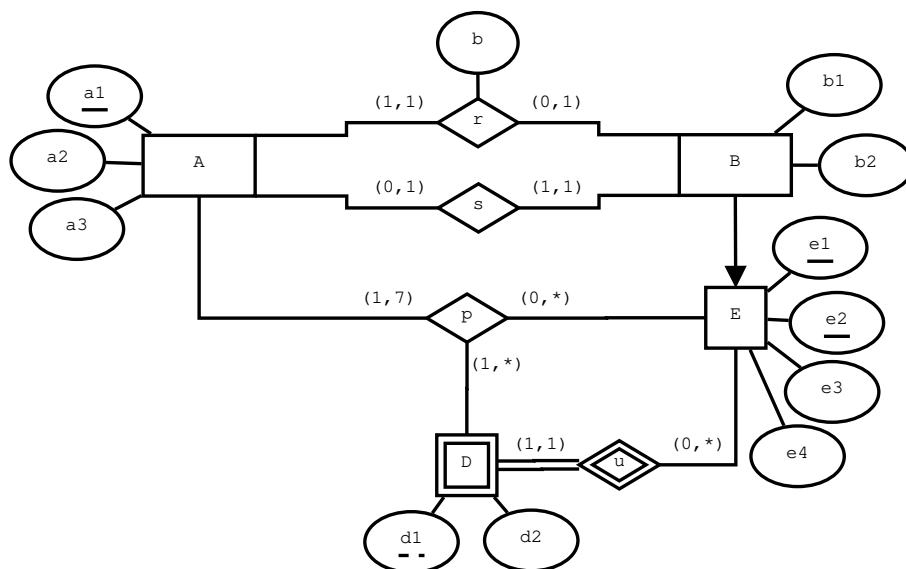 b
a1
(1,1)
(0,1)
b1
r
a2
A
B
b2
(0,1)
(1,1)
s
a3
e1
(1,7)
(0,*)
p
E
e2
(1,*)
e3
(1,1)
(0,*)
e4
D
u
d1
d2